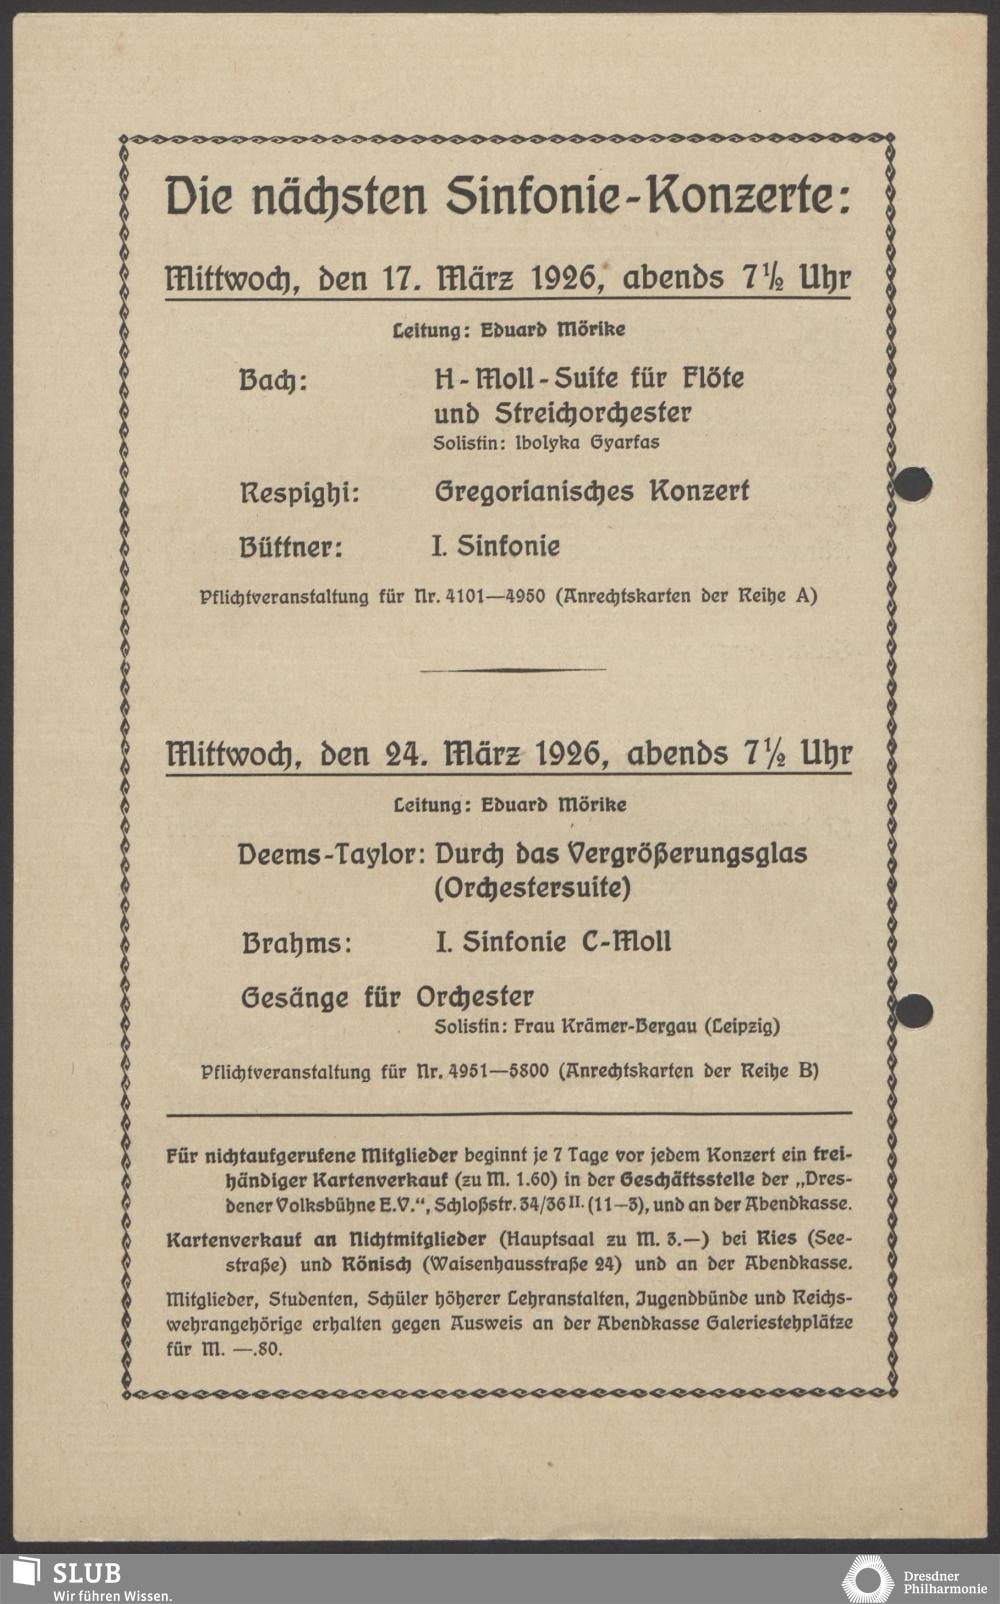 Die nächsten Sinfonie-Konzerte:
Mittwoch, den 17. März 1926, abends 7½ Uhr
Leitung: Eduard Mörike
Bach: H-Moll-Suite für Flöte
und Streichorchester
Solistin: Ibolyka Gyarfas
Respighi: Gregorianisches Konzert
Büttner: I. Sinfonie
Pflichtveranstaltung für Nr. 4101—4950 (Anrechtskarten der Reihe A)
Mittwoch, den 24. März 1926, abends 7½ Uhr
Leitung: Eduard Mörike
Deems-Taylor: Durch das Vergrößerungsglas
(Orchestersuite)
Brahms: I. Sinfonie C-Moll
Gesänge für Orchester
Solistin: Frau Krämer-Bergau (Leipzig)
Pflichtveranstaltung für Nr. 4951—5800 (Anrechtskarten der Reihe B)
Für nichtaufgerufene Mitglieder beginnt je 7 Tage vor jedem Konzert ein frei-
händiger Kartenverkauf (zu M. 1.60) in der Geschäftsstelle der „Dres-
dener Volksbühne E.V.“, Schloßstr. 34/36 II. (11—3), und an der Abendkasse.
Kartenverkauf an Nichtmitglieder (Hauptsaal zu M. 3.—) bei Ries (See-
straße) und Rönisch (Waisenhausstraße 24) und an der Abendkasse.
Mitglieder, Studenten, Schüler höherer Lehranstalten, Jugendbünde und Reichs-
wehrangehörige erhalten gegen Ausweis an der Abendkasse Galeriestehplätze
für M. —.80.
SLUB
Wir führen Wissen.
Dresdner
Philharmonie